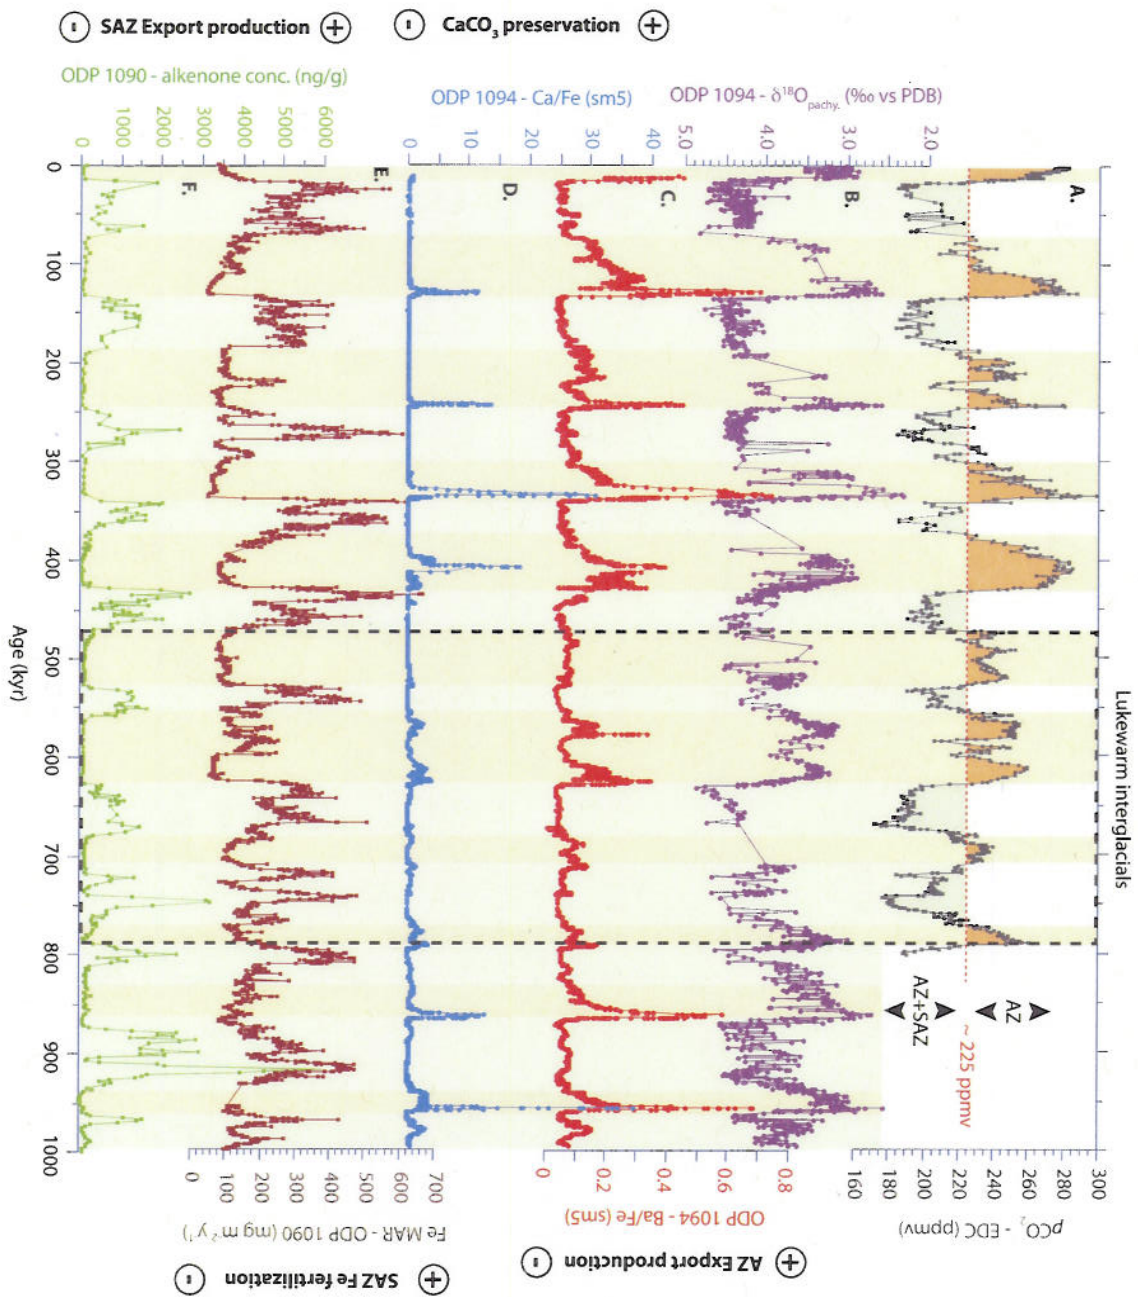 SAZ Export production
CaCO₃ preservation
ODP 1090 - alkenone conc. (ng/g)
ODP 1094 - Ca/Fe (sm5)
ODP 1094 - δ¹⁸O pachy. (‰ vs PDB)
0 1000 2000 3000 4000 5000 6000
0 10 20 30 40
5.0 4.0 3.0 2.0
A.
B.
C.
D.
E.
F.
0
100
200
300
400
500
600
700
800
900
1000
Age (kyr)
Lukewarm interglacials
AZ
AZ+SAZ
~ 225 ppmv
0 100 200 300 400 500 600 700
0 0.2 0.4 0.6 0.8
160 180 200 220 240 260 280 30
Fe MAR - ODP 1090 (mg m⁻² y¹)
ODP 1094 - Ba/Fe (sm5)
pCO₂ - EDC (ppmv)
SAZ Fe fertilization
AZ Export production